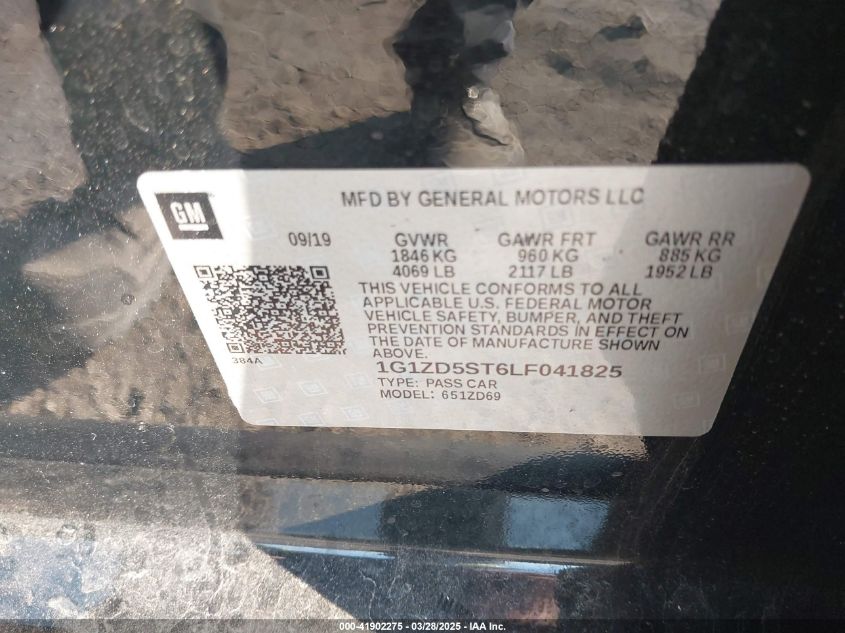 GM
MFD BY GENERAL MOTORS LLC
09/19 GVWR GAWR FRT GAWR RR
1846 KG 960 KG 885 KG
4069 LB 2117 LB 1952 LB
THIS VEHICLE CONFORMS TO ALL
APPLICABLE U.S. FEDERAL MOTOR
VEHICLE SAFETY, BUMPER, AND THEFT
PREVENTION STANDARDS IN EFFECT ON
THE DATE OF MANUFACTURE SHOWN
ABOVE.
384A
1G1ZD5ST6LF041825
TYPE: PASS CAR
MODEL: 651ZD69
000-41902275 - 03/28/2025 - IAA Inc.